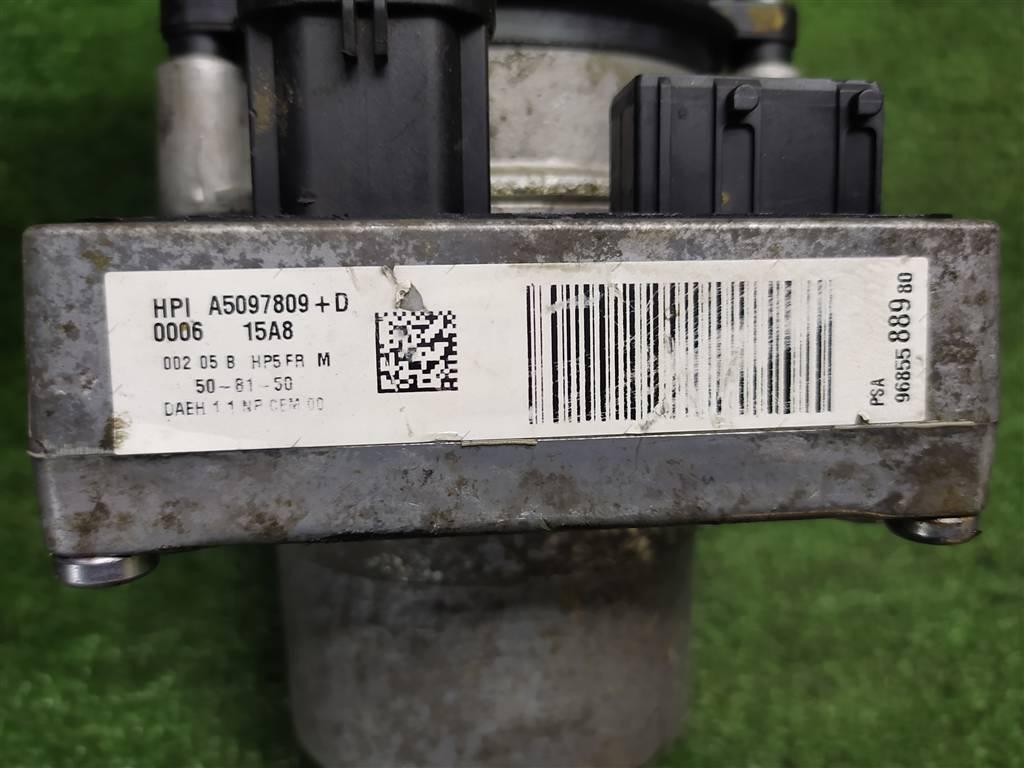 HPI A5097809+D
0006 15A8
002 05 B HP5 FR M
50-81-50
DAEH 1 1 NP CEM 00
PSA
96855 889 80